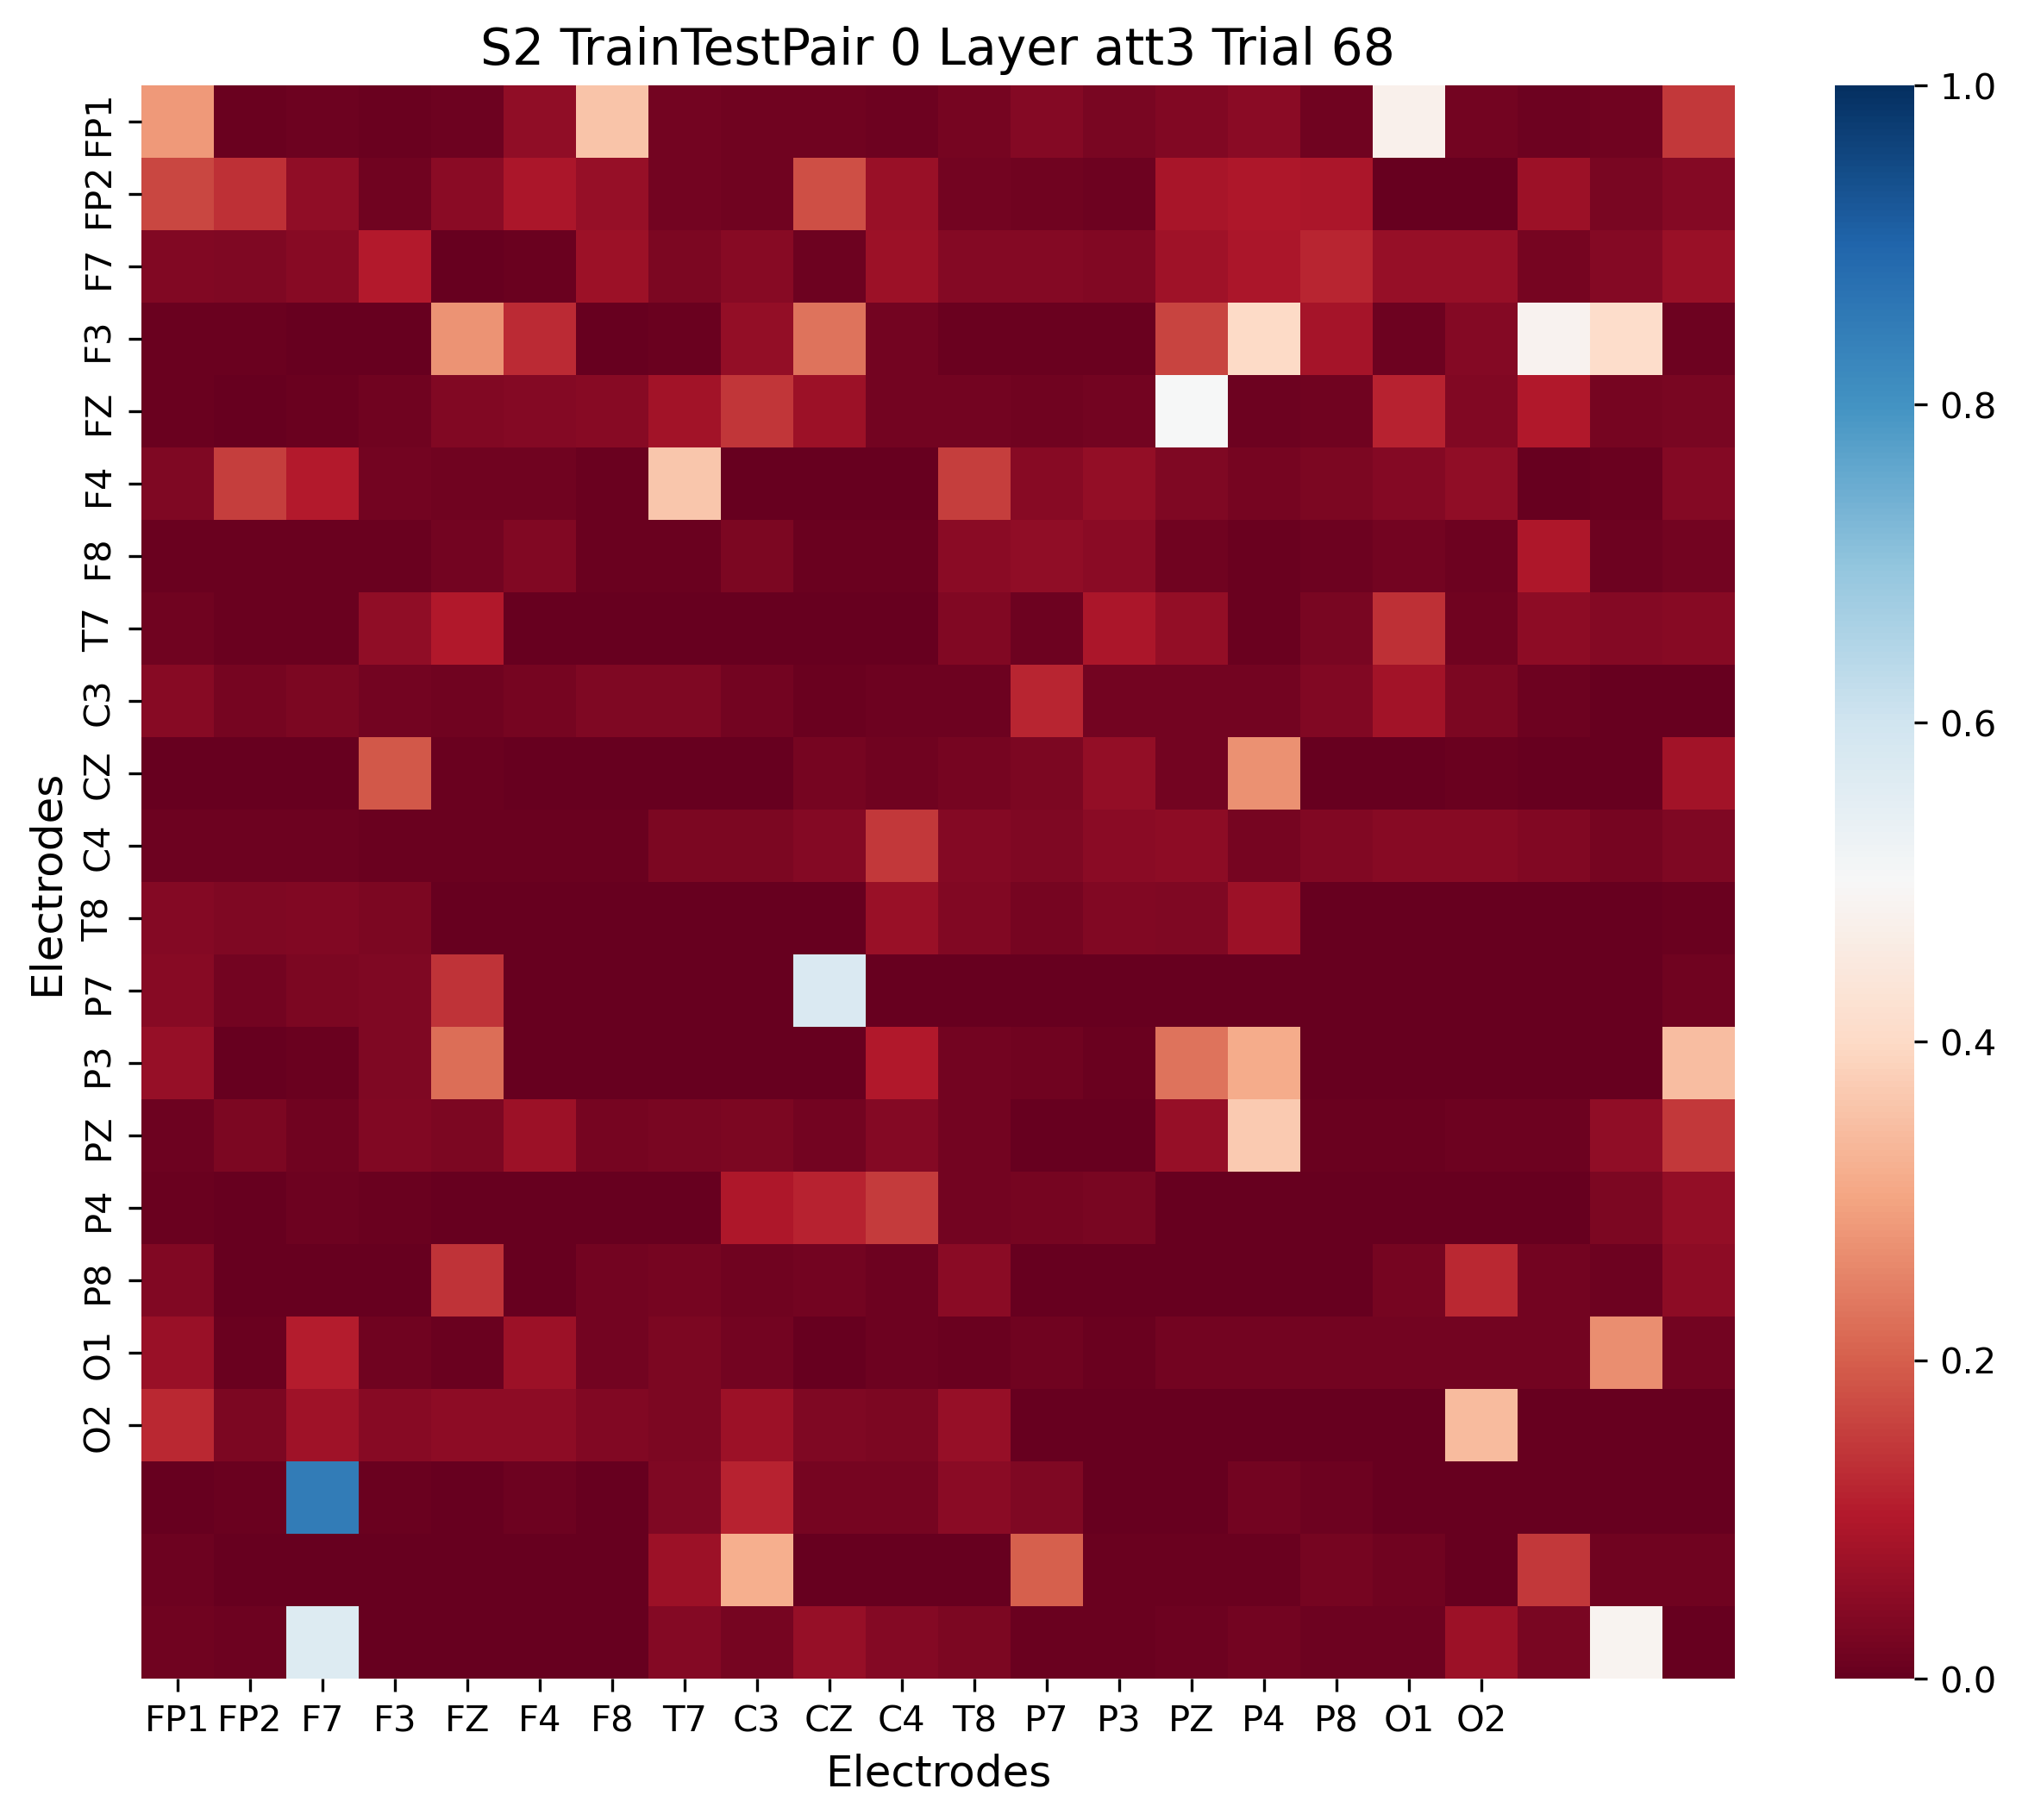 S2 TrainTestPair 0 Layer att3 Trial 68
FP1
FP2
F7
F3
FZ
F4
F8
T7
C3
CZ
C4
T8
P7
P3
PZ
P4
P8
O1
O2
Electrodes
FP1 FP2 F7 F3 FZ F4 F8 T7 C3 CZ C4 T8 P7 P3 PZ P4 P8 O1 O2
Electrodes
1.0
0.8
0.6
0.4
0.2
0.0